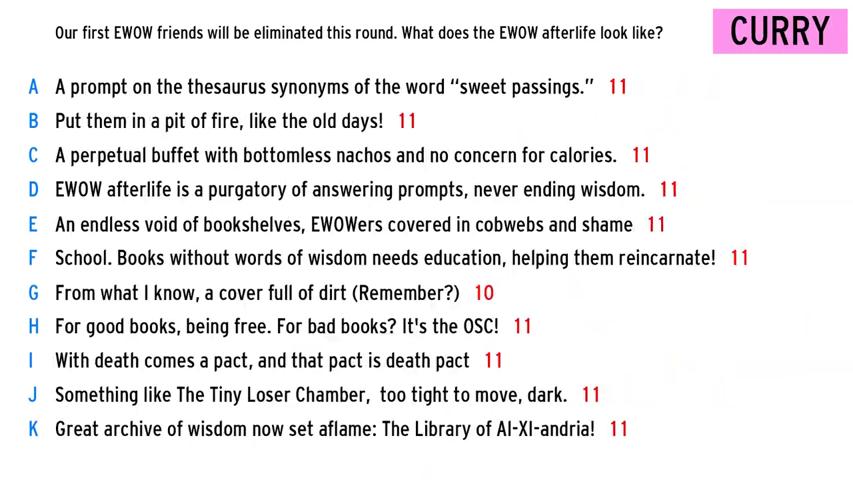 Our first EWOW friends will be eliminated this round. What does the EWOW afterlife look like?
CURRY
A A prompt on the thesaurus synonyms of the word “sweet passings.” 11
B Put them in a pit of fire, like the old days! 11
C A perpetual buffet with bottomless nachos and no concern for calories. 11
D EWOW afterlife is a purgatory of answering prompts, never ending wisdom. 11
E An endless void of bookshelves, EWOWers covered in cobwebs and shame 11
F School. Books without words of wisdom needs education, helping them reincarnate! 11
G From what I know, a cover full of dirt (Remember?) 10
H For good books, being free. For bad books? It's the OSC! 11
I With death comes a pact, and that pact is death pact 11
J Something like The Tiny Loser Chamber, too tight to move, dark. 11
K Great archive of wisdom now set aflame: The Library of Al-XI-andria! 11